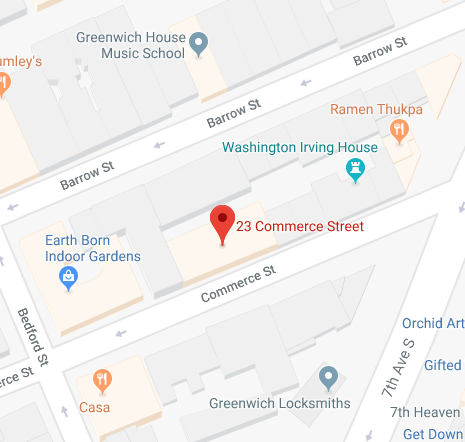 Greenwich House
Music School
Barrow St
umley's
Barrow St
Ramen Thukpa
Washington Irving House
Barrow St
23 Commerce Street
Earth Born
Indoor Gardens
Commerce St
Bedford St
Orchid Art
7th Ave S
Gifted
erce St
Casa
Greenwich Locksmiths
7th Heaven
Get Down